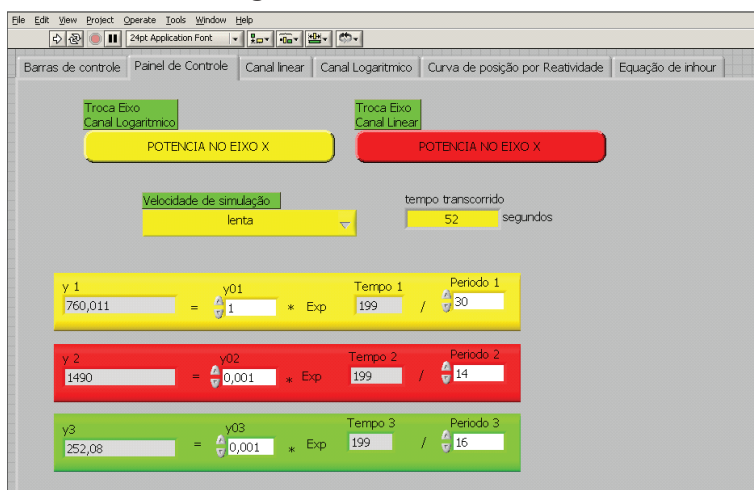 File Edit View Project Operate Tools Window Help
24pt Application Font
Barras de controle Painel de Controle Canal linear Canal Logaritmico Curva de posição por Reatividade Equação de inhour
Troca Eixo
Canal Logaritmico
POTENCIA NO EIXO X
Troca Eixo
Canal Linear
POTENCIA NO EIXO X
Velocidade de simulação
lenta
tempo transcorrido
52 segundos
y 1 y01 Tempo 1 Periodo 1
760,011 = 1 * Exp 199 / 30
y 2 y02 Tempo 2 Periodo 2
1490 = 0,001 * Exp 199 / 14
y3 y03 Tempo 3 Periodo 3
252,08 = 0,001 * Exp 199 / 16